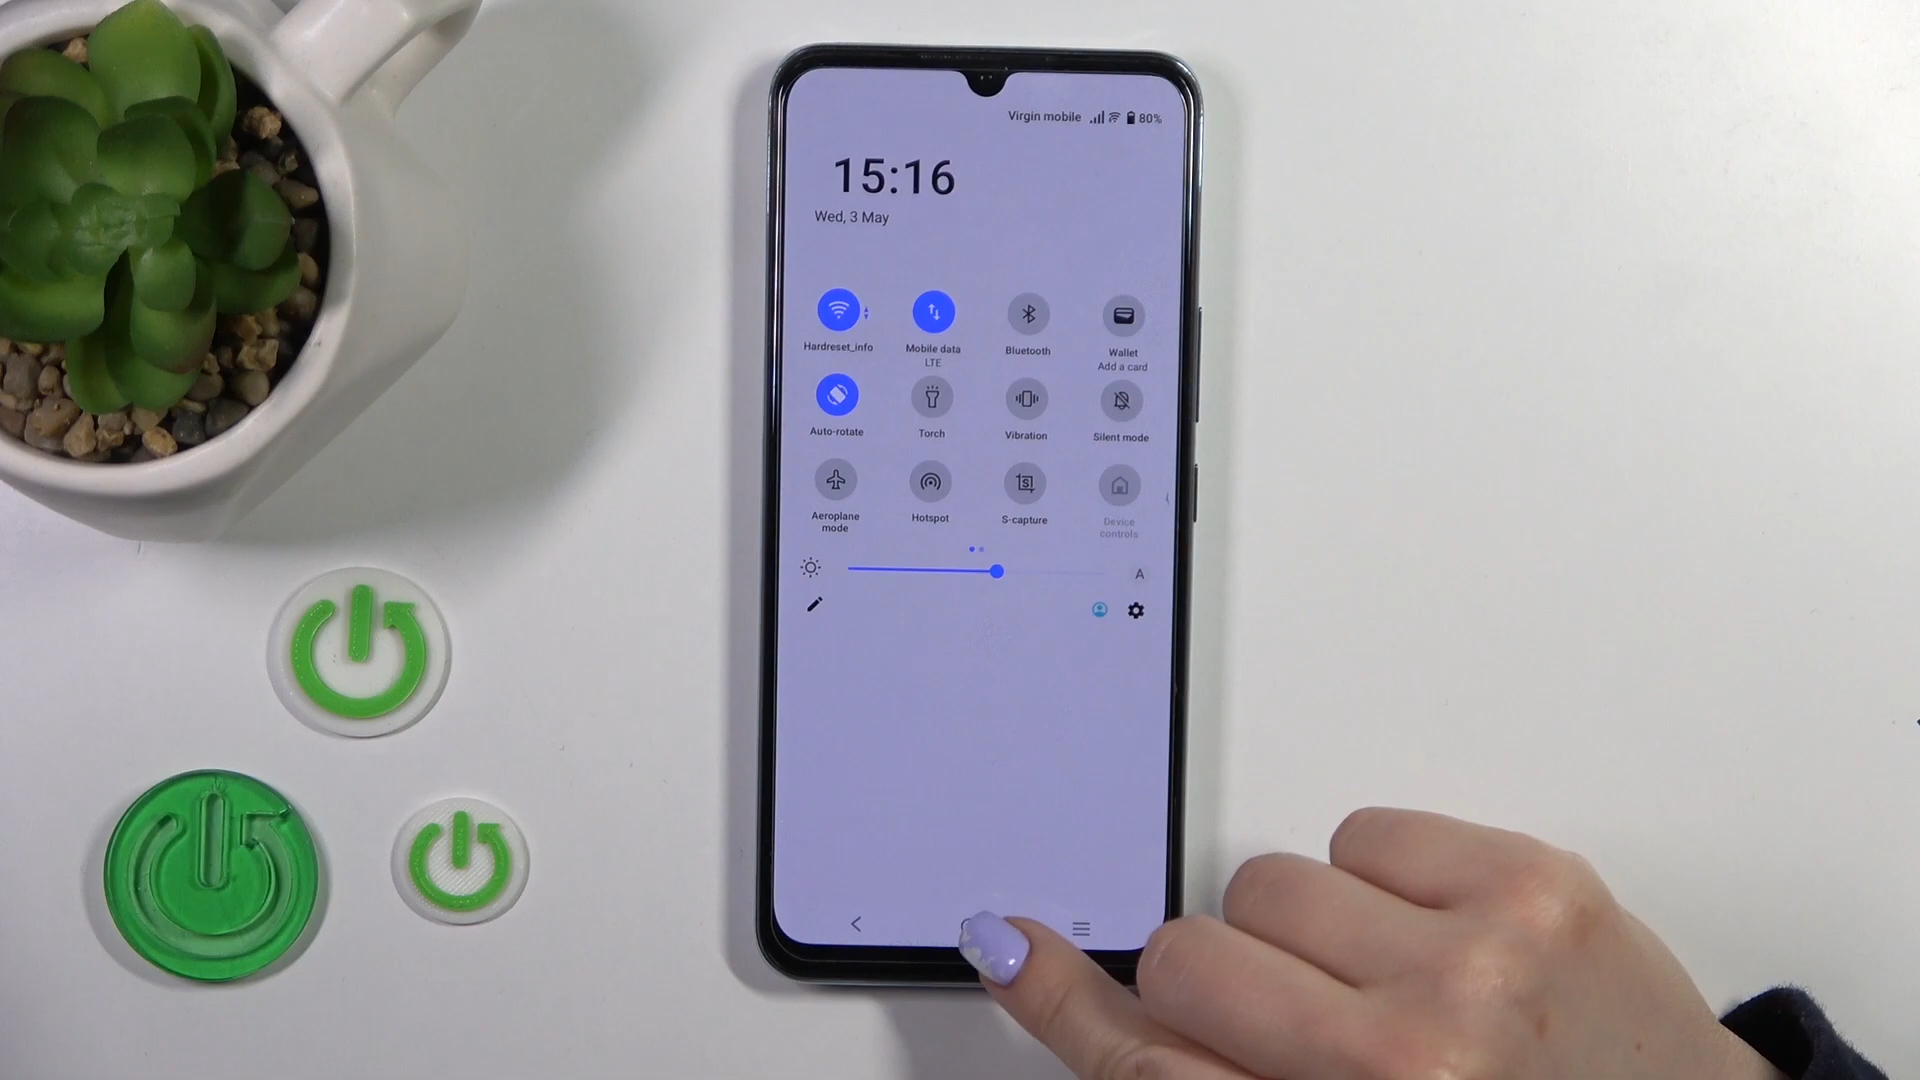 Virgin mobile 80%
15:16
Wed, 3 May
Hardreset_info
Mobile data
LTE
Bluetooth
Wallet
Add a card
Auto-rotate
Torch
Vibration
Silent mode
Aeroplane
mode
Hotspot
S-capture
Device
controls
A